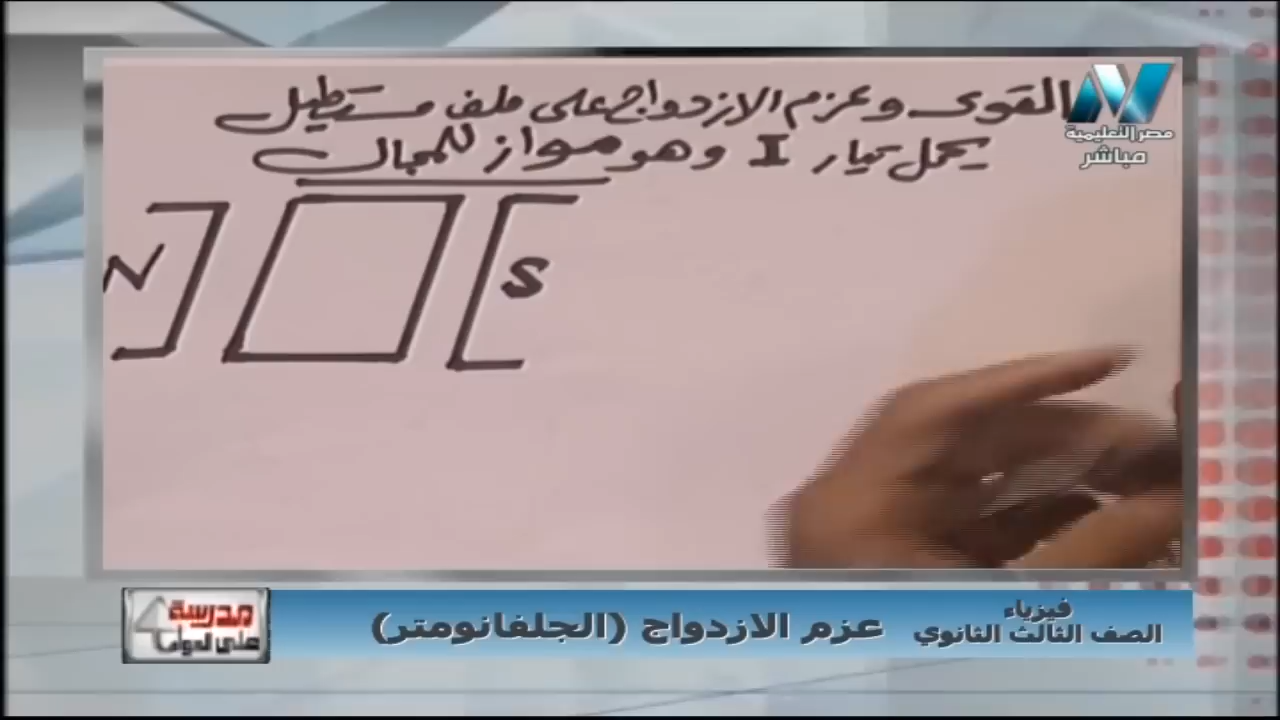 القوى وعزم الازدواج على ملف مستطيل
يحمل تيار I وهو مواز للمجال
مصر التعليمية
مباشر
N
S
فيزياء
الصف الثالث الثانوي
عزم الازدواج (الجلفانومتر)
مدرسة
على الهواء